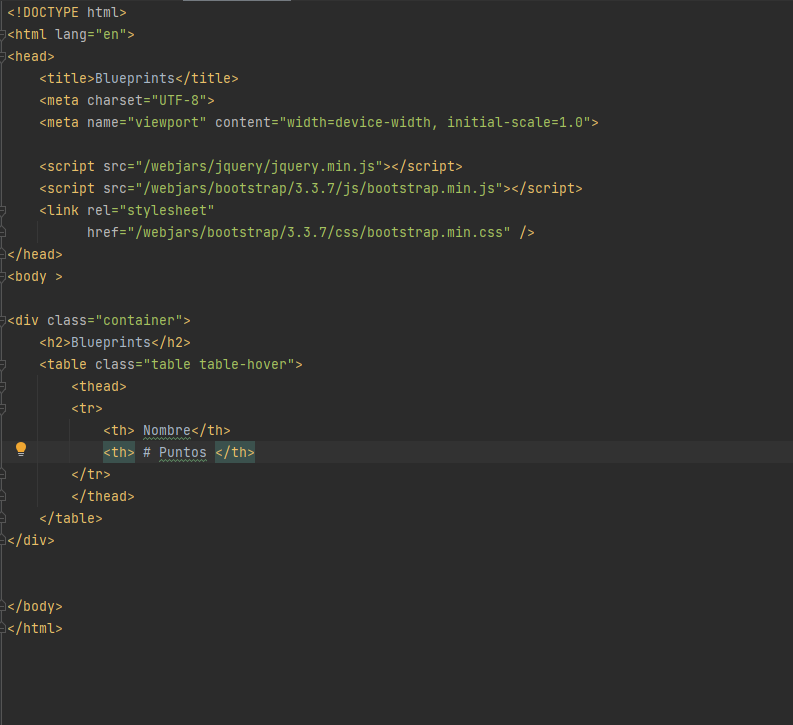 <!DOCTYPE html>
<html lang="en">
<head>
    <title>Blueprints</title>
    <meta charset="UTF-8">
    <meta name="viewport" content="width=device-width, initial-scale=1.0">
    <script src="/webjars/jquery/jquery.min.js"></script>
    <script src="/webjars/bootstrap/3.3.7/js/bootstrap.min.js"></script>
    <link rel="stylesheet"
          href="/webjars/bootstrap/3.3.7/css/bootstrap.min.css" />
</head>
<body >
<div class="container">
    <h2>Blueprints</h2>
    <table class="table table-hover">
        <thead>
        <tr>
            <th> Nombre</th>
            <th> # Puntos </th>
        </tr>
        </thead>
    </table>
</div>
</body>
</html>